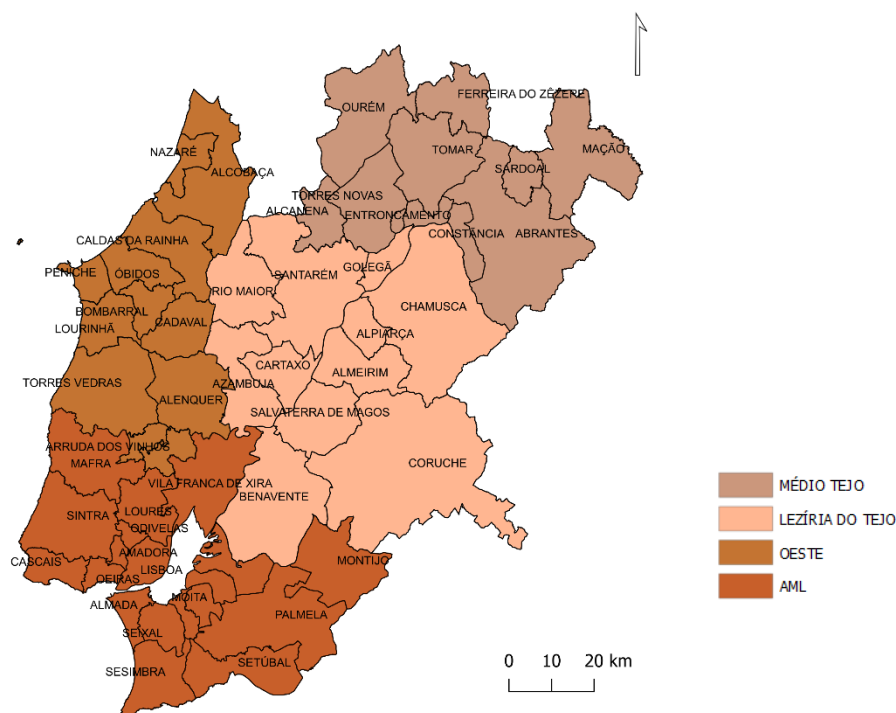 FERREIRA DO ZÊZERE
OURÉM
TOMAR
MAÇÃO
NAZARÉ
SARDOAL
ALCOBAÇA
TORRES NOVAS
ALCANENA
ENTRONCAMENTO
CONSTÂNCIA
ABRANTES
CALDAS DA RAINHA
PENICHE
ÓBIDOS
SANTARÉM
GOLEGÃ
RIO MAIOR
CHAMUSCA
BOMBARRAL
LOURINHÃ
CADAVAL
ALPIARÇA
CARTAXO
ALMEIRIM
TORRES VEDRAS
AZAMBUJA
ALENQUER
SALVATERRA DE MAGOS
ARRUDA DOS VINHOS
MAFRA
CORUCHE
VILA FRANCA DE XIRA
BENAVENTE
SINTRA
LOURES
ODIVELAS
AMADORA
CASCAIS
OEIRAS
LISBOA
MONTIJO
ALMADA
MOITA
PALMELA
SEIXAL
SESIMBRA
SETÚBAL
MÉDIO TEJO
LEZÍRIA DO TEJO
OESTE
AML
0 10 20 km